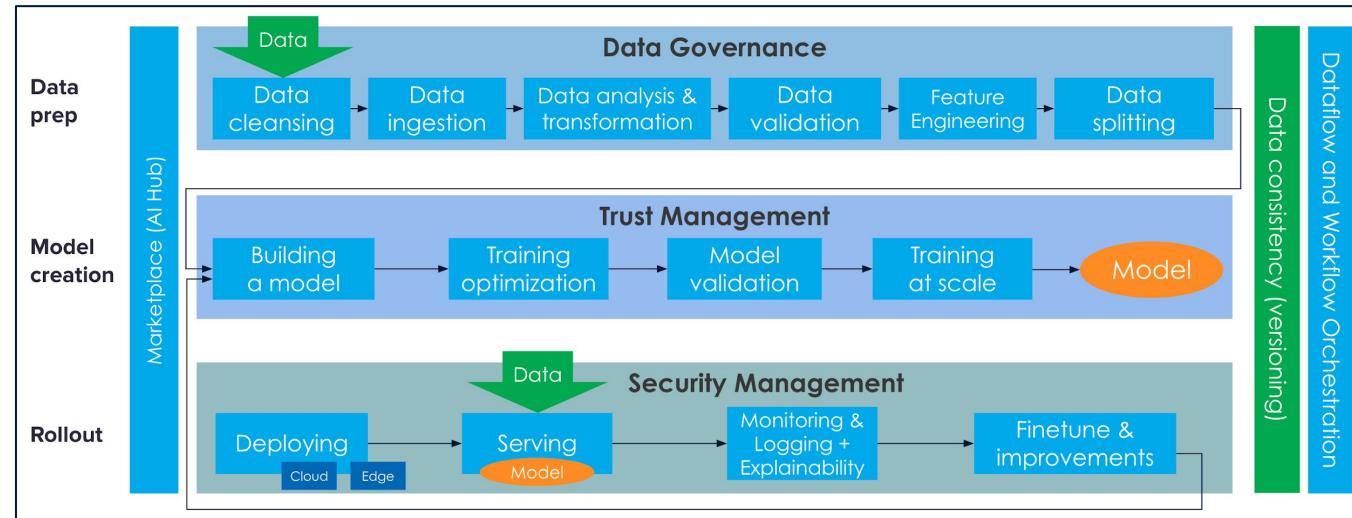 Data
Data Governance
Data
prep
Data
cleansing
Data
ingestion
Data analysis &
transformation
Data
validation
Feature
Engineering
Data
splitting
Marketplace (AI Hub)
Trust Management
Model
creation
Building
a model
Training
optimization
Model
validation
Training
at scale
Model
Data
Security Management
Rollout
Deploying
Cloud
Edge
Serving
Model
Monitoring &
Logging +
Explainability
Finetune &
improvements
Data consistency (versioning)
Dataflow and Workflow Orchestration